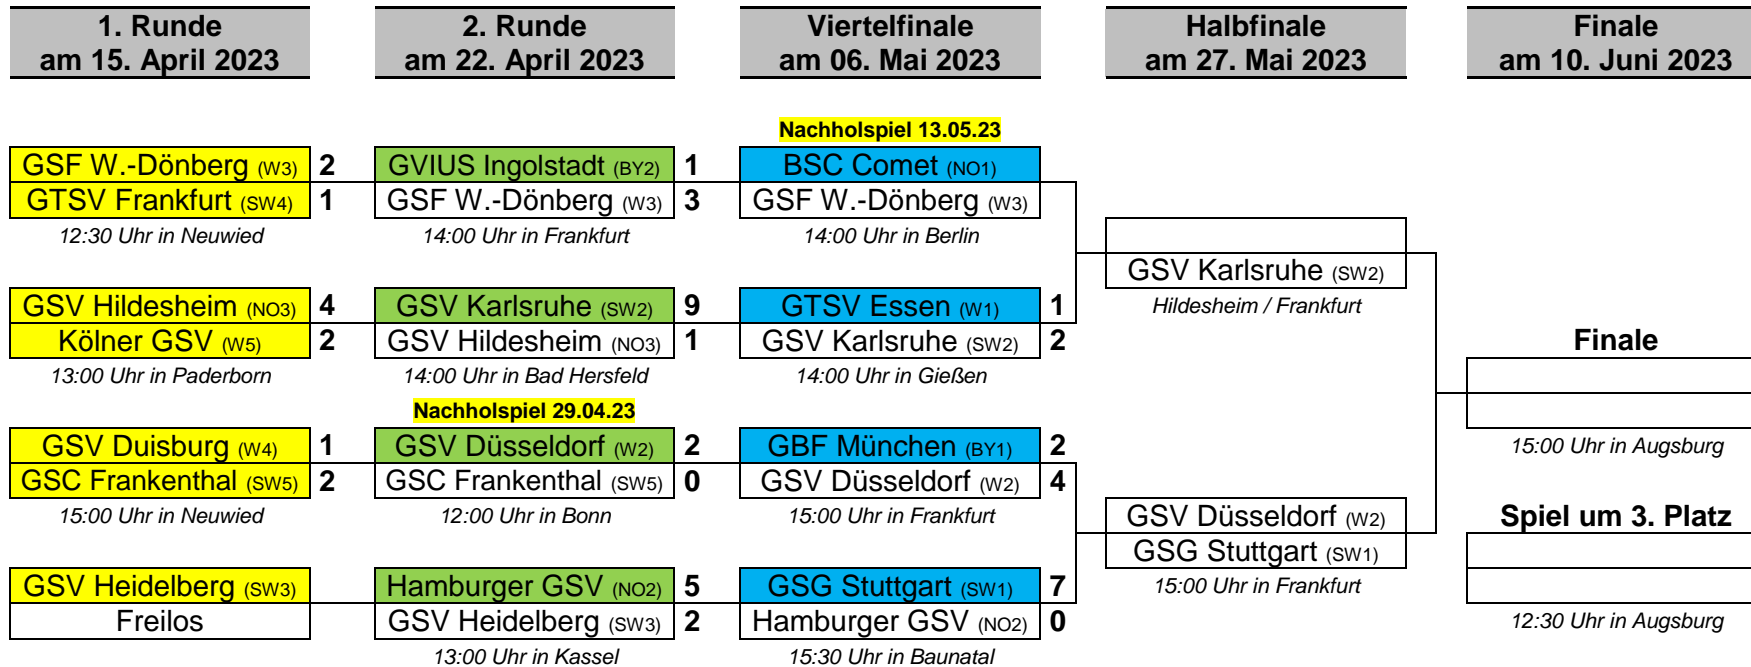 1. Runde
am 15. April 2023
2. Runde
am 22. April 2023
Viertelfinale
am 06. Mai 2023
Halbfinale
am 27. Mai 2023
Finale
am 10. Juni 2023
GSF W.-Dönberg (W3) 2
GTSV Frankfurt (SW4) 1
12:30 Uhr in Neuwied
GSV Hildesheim (NO3) 4
Kölner GSV (W5) 2
13:00 Uhr in Paderborn
GSV Duisburg (W4) 1
GSC Frankenthal (SW5) 2
15:00 Uhr in Neuwied
GSV Heidelberg (SW3)
Freilos
GVIUS Ingolstadt (BY2) 1
GSF W.-Dönberg (W3) 3
14:00 Uhr in Frankfurt
GSV Karlsruhe (SW2) 9
GSV Hildesheim (NO3) 1
14:00 Uhr in Bad Hersfeld
Nachholspiel 29.04.23
GSV Düsseldorf (W2) 2
GSC Frankenthal (SW5) 0
12:00 Uhr in Bonn
Hamburger GSV (NO2) 5
GSV Heidelberg (SW3) 2
13:00 Uhr in Kassel
Nachholspiel 13.05.23
BSC Comet (NO1)
GSF W.-Dönberg (W3)
14:00 Uhr in Berlin
GTSV Essen (W1) 1
GSV Karlsruhe (SW2) 2
14:00 Uhr in Gießen
GBF München (BY1) 2
GSV Düsseldorf (W2) 4
15:00 Uhr in Frankfurt
GSG Stuttgart (SW1) 7
Hamburger GSV (NO2) 0
15:30 Uhr in Baunatal
GSV Karlsruhe (SW2)
Hildesheim / Frankfurt
GSV Düsseldorf (W2)
GSG Stuttgart (SW1)
15:00 Uhr in Frankfurt
Finale
15:00 Uhr in Augsburg
Spiel um 3. Platz
12:30 Uhr in Augsburg